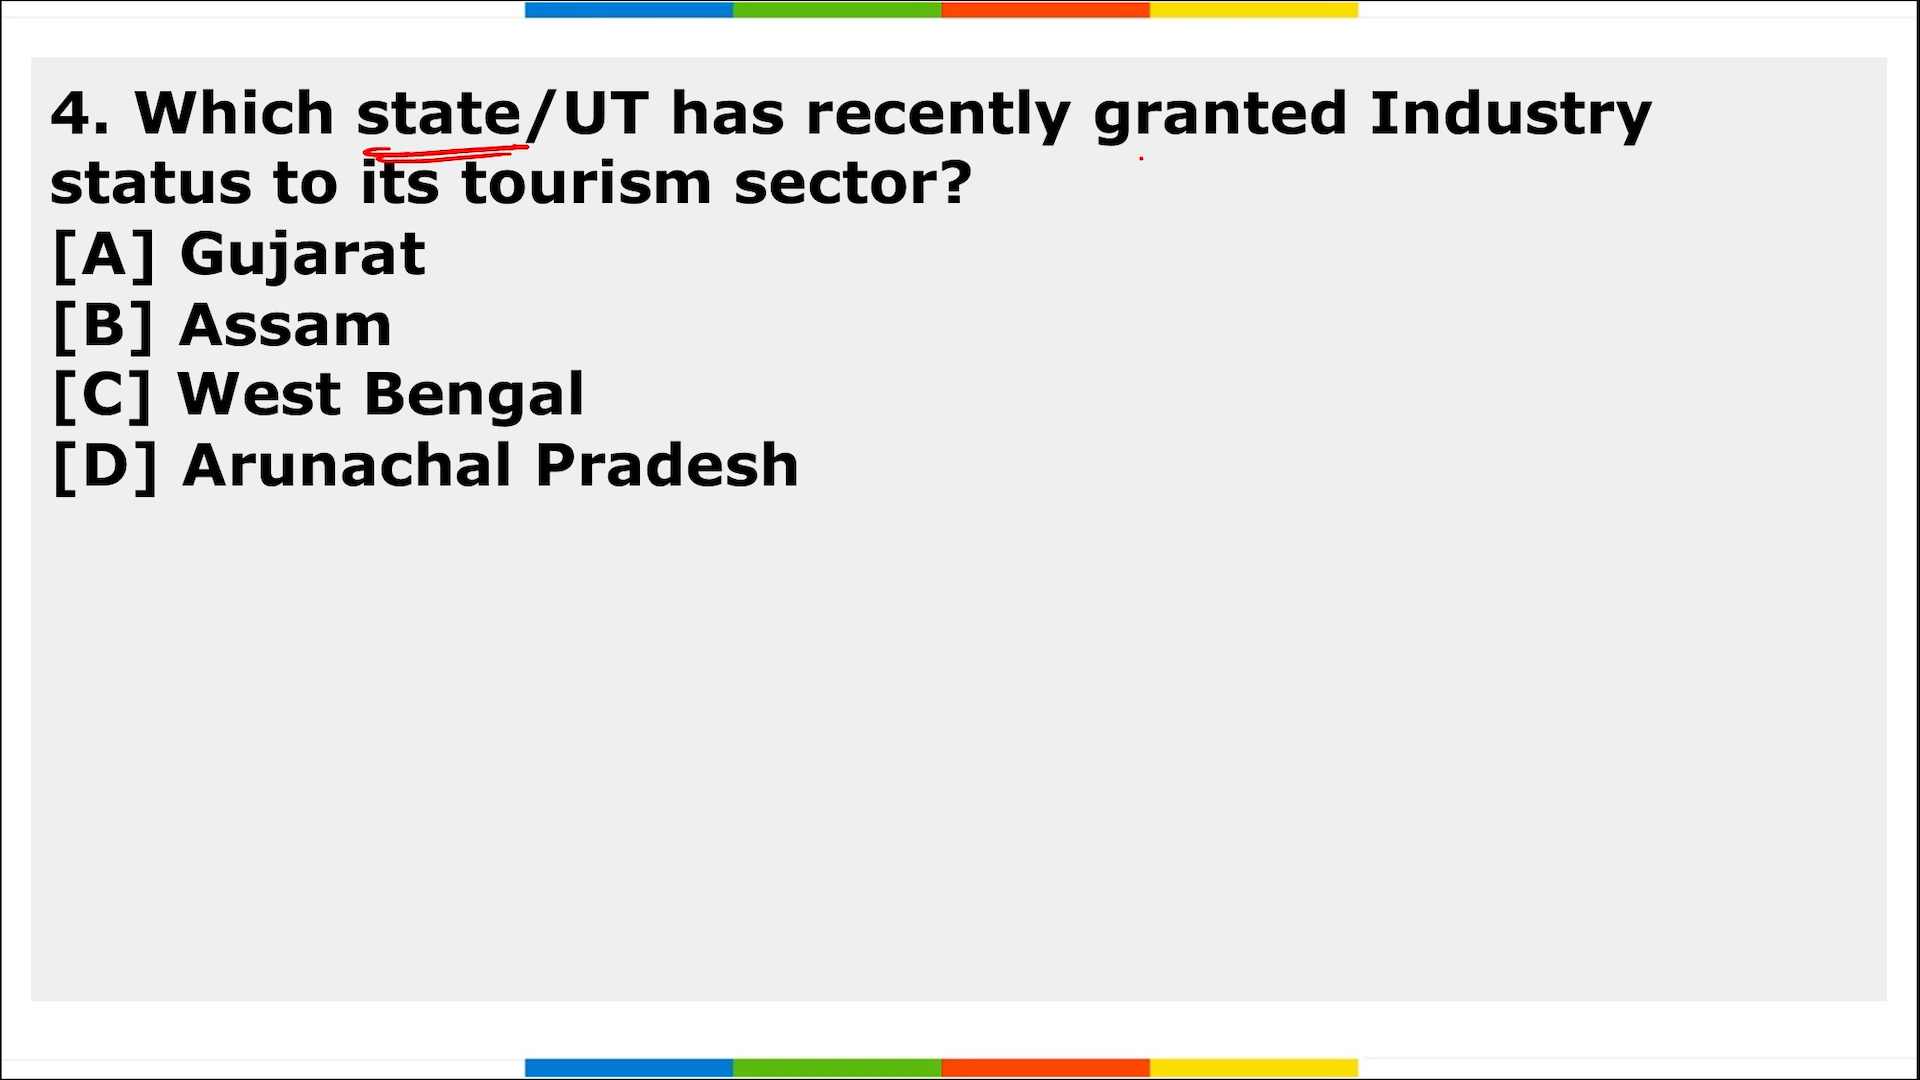 4. Which state/UT has recently granted Industry
status to its tourism sector?
[A] Gujarat
[B] Assam
[C] West Bengal
[D] Arunachal Pradesh